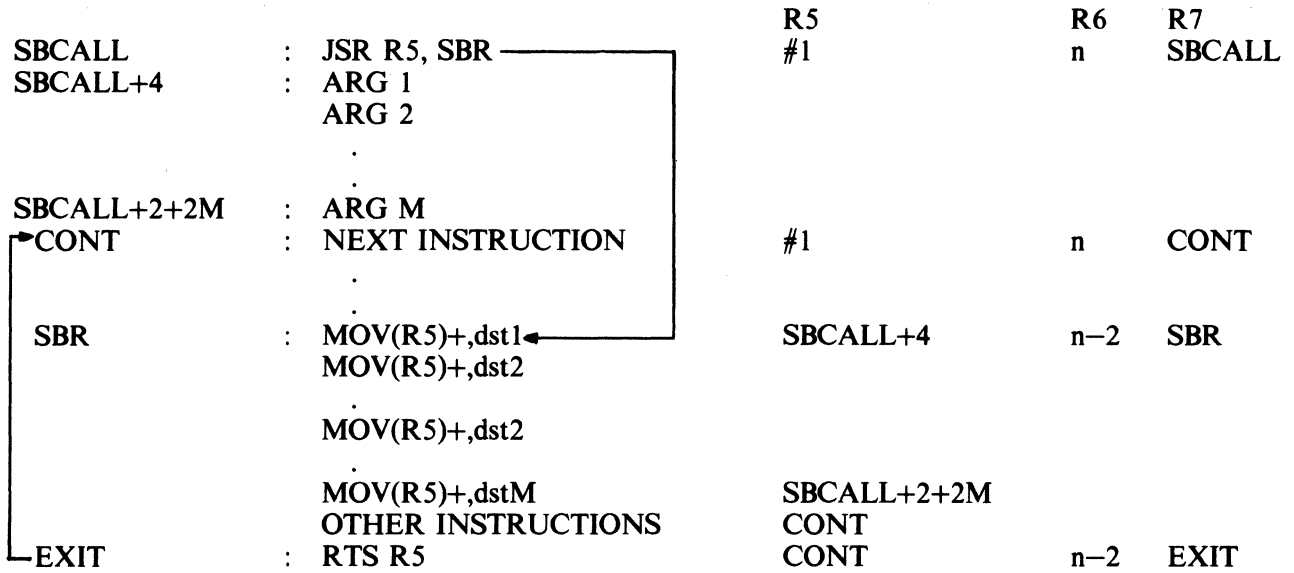 R5 R6 R7
SBCALL : JSR R5, SBR #1 n SBCALL
SBCALL+4 : ARG 1
ARG 2
.
.
SBCALL+2+2M : ARG M
CONT : NEXT INSTRUCTION #1 n CONT
.
.
SBR : MOV(R5)+,dst1 SBCALL+4 n−2 SBR
MOV(R5)+,dst2
.
MOV(R5)+,dst2
.
MOV(R5)+,dstM SBCALL+2+2M
OTHER INSTRUCTIONS CONT
EXIT : RTS R5 CONT n−2 EXIT